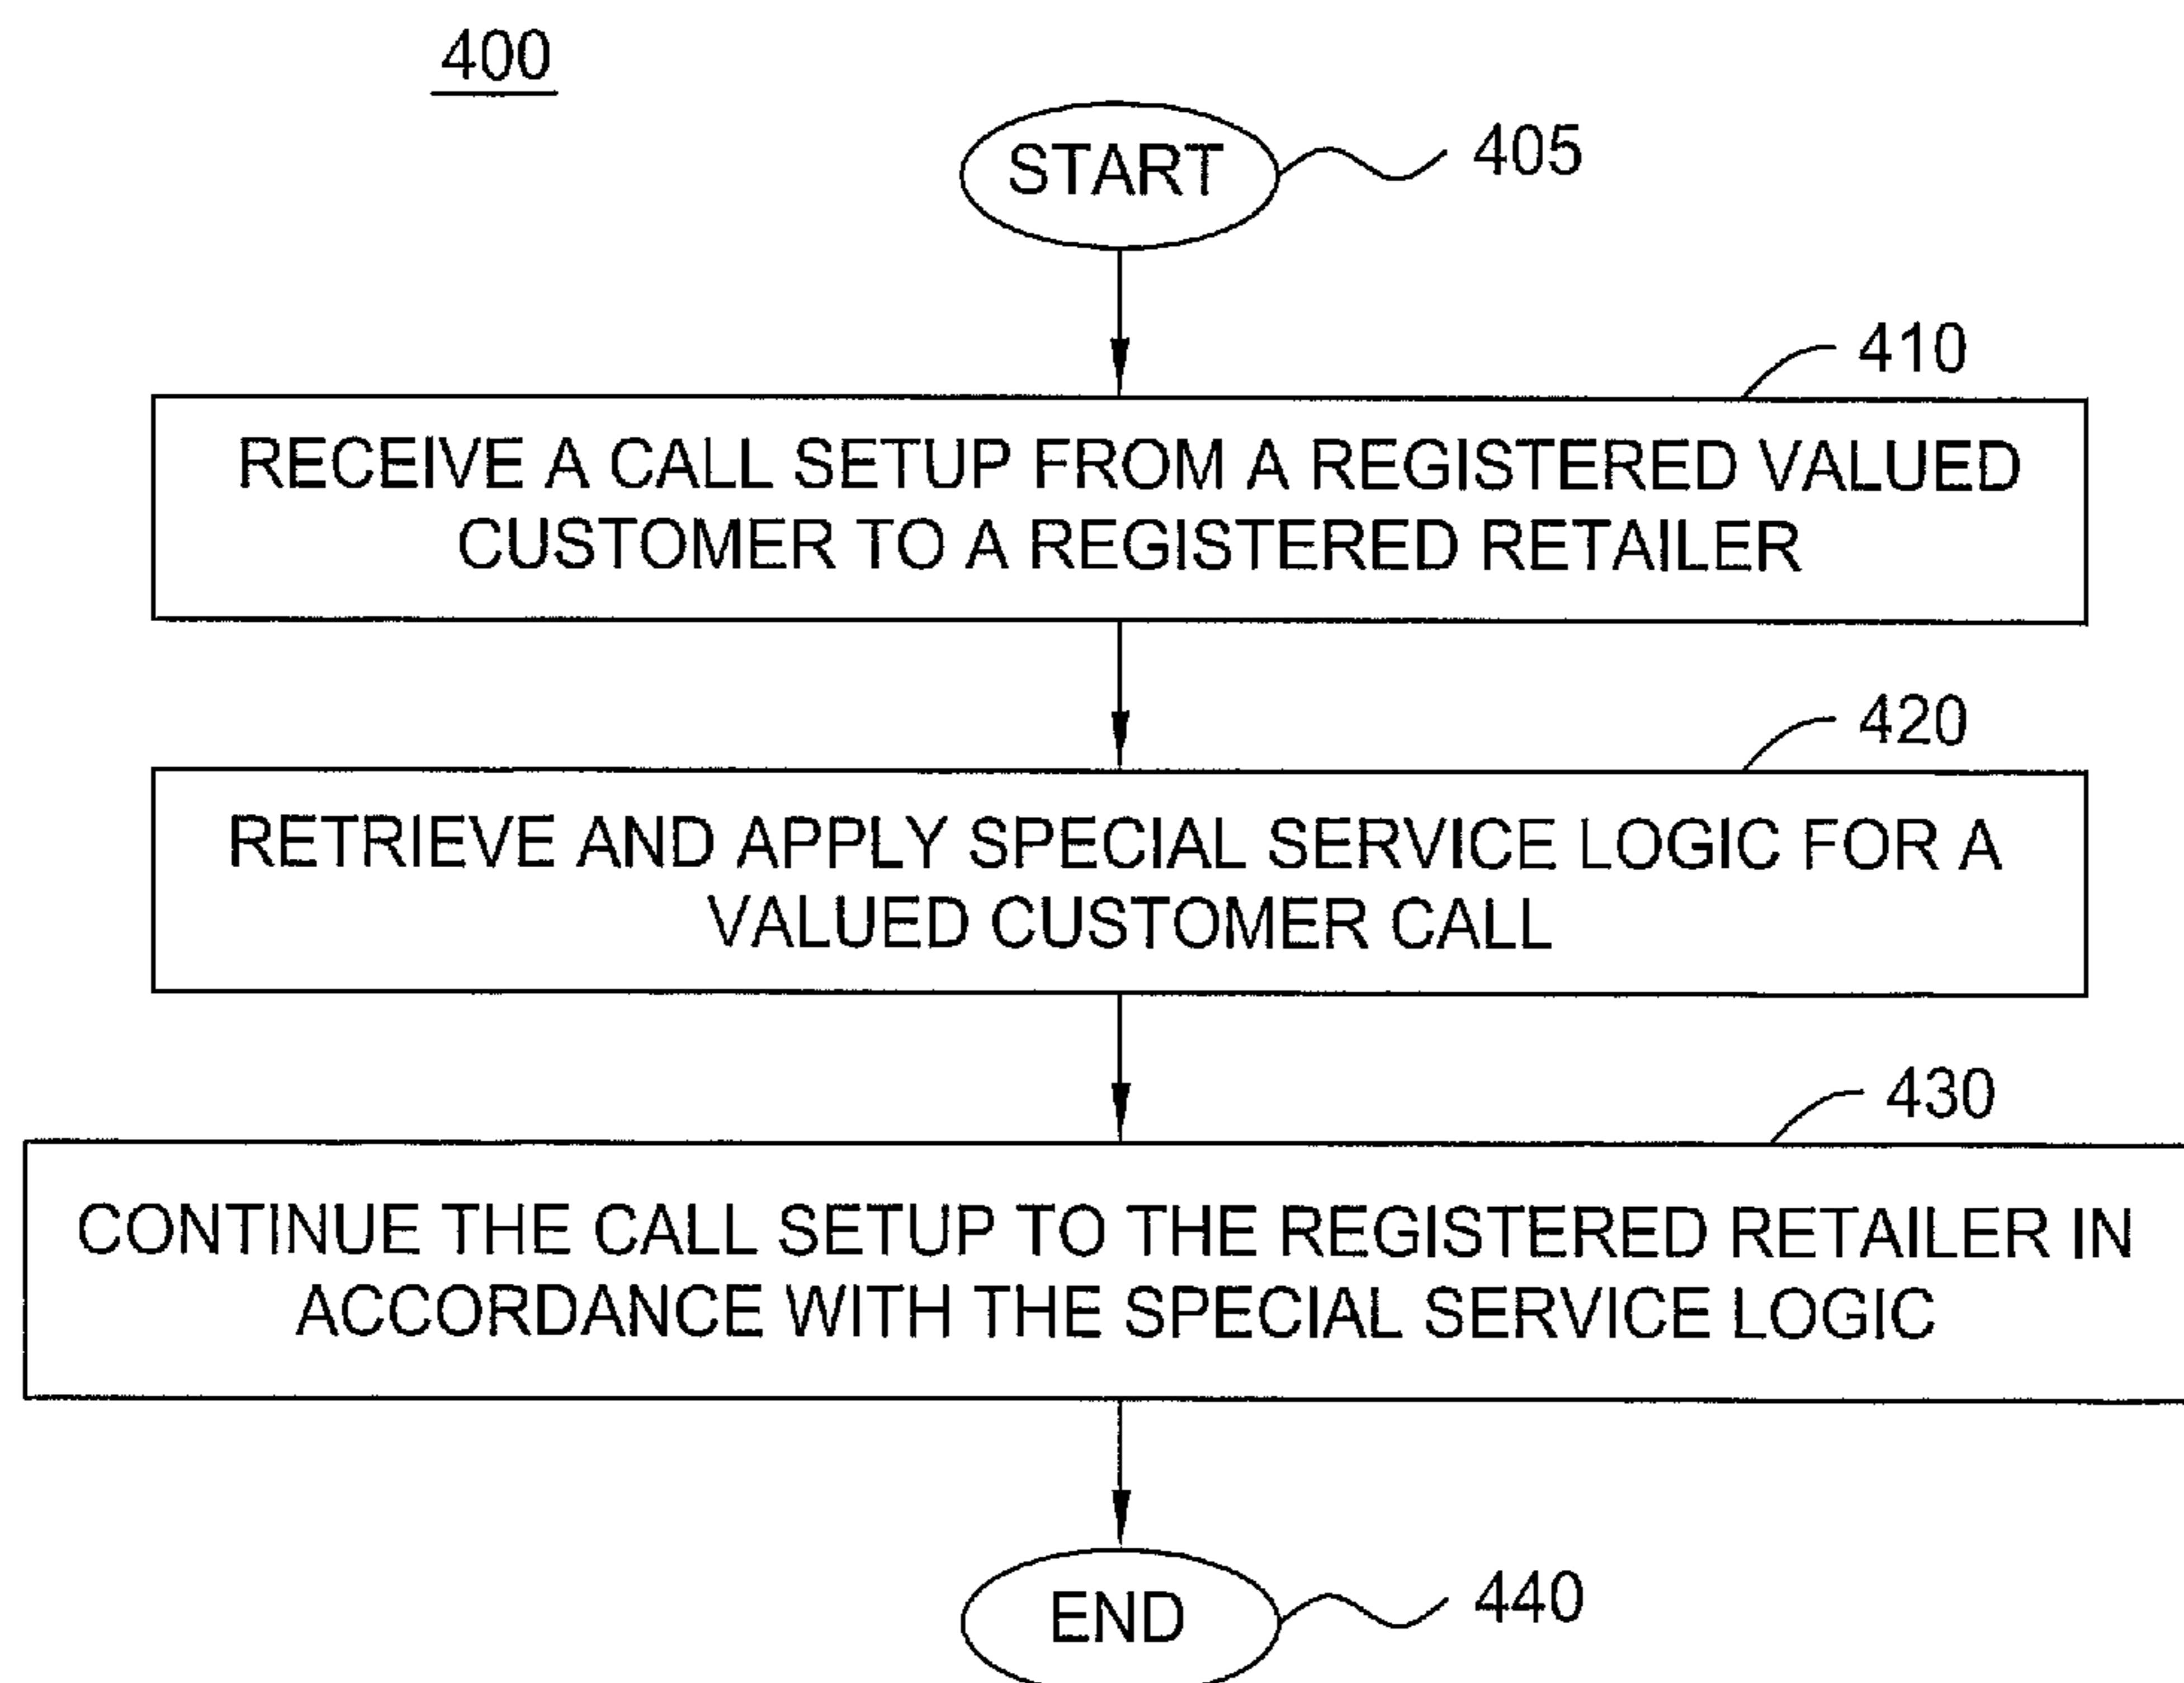 400
START
405
410
RECEIVE A CALL SETUP FROM A REGISTERED VALUED
CUSTOMER TO A REGISTERED RETAILER
420
RETRIEVE AND APPLY SPECIAL SERVICE LOGIC FOR A
VALUED CUSTOMER CALL
430
CONTINUE THE CALL SETUP TO THE REGISTERED RETAILER IN
ACCORDANCE WITH THE SPECIAL SERVICE LOGIC
END
440